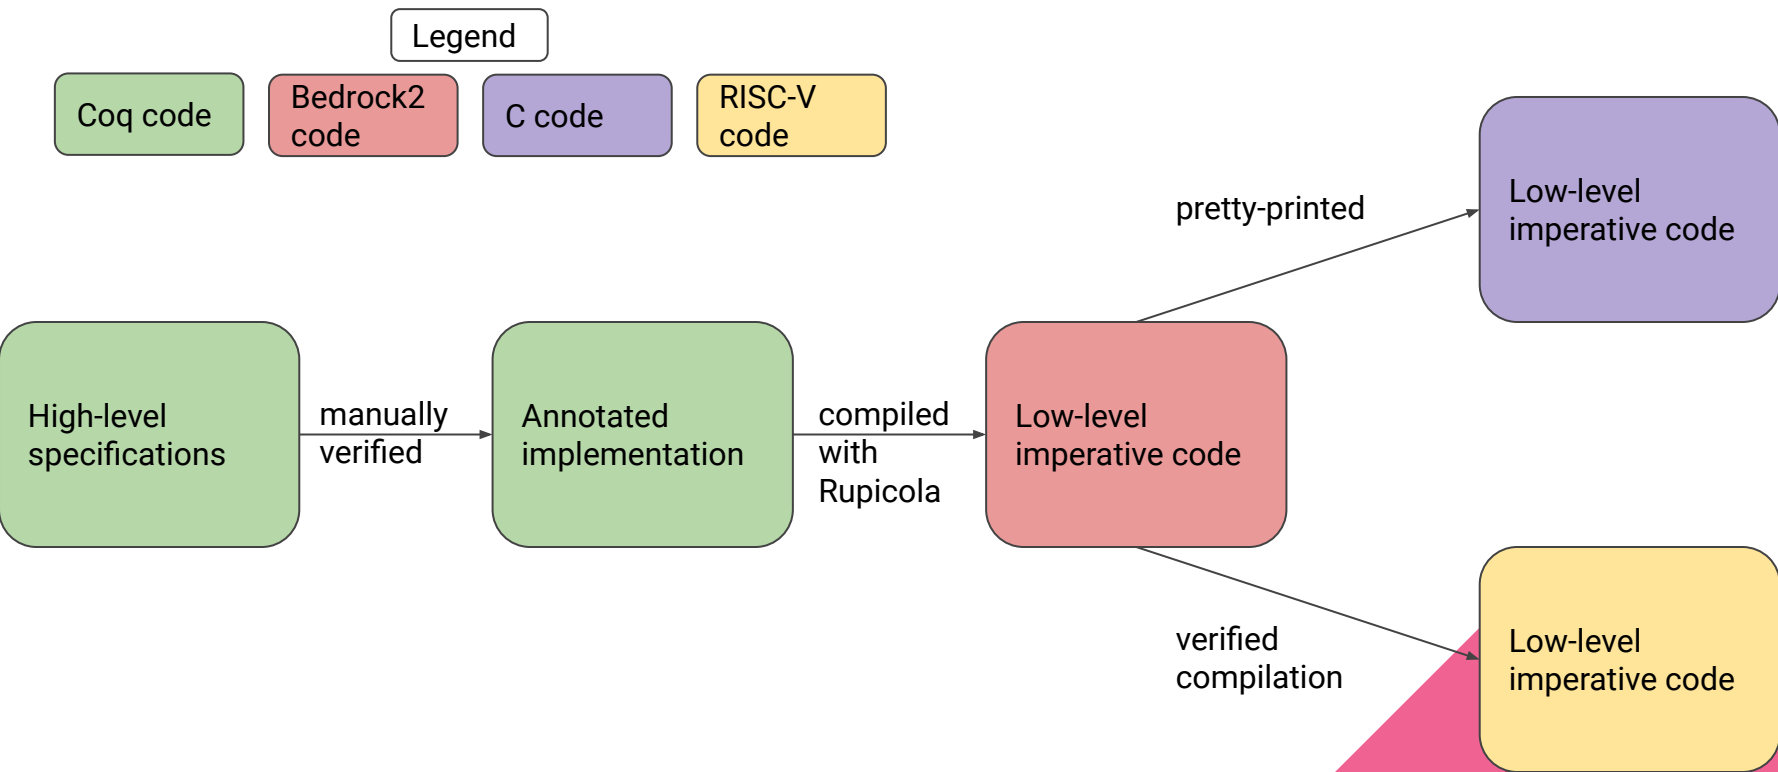 Legend
Coq code
Bedrock2
code
C code
RISC-V
code
Low-level
imperative code
pretty-printed
High-level
specifications
manually
verified
Annotated
implementation
compiled
with
Rupicola
Low-level
imperative code
verified
compilation
Low-level
imperative code